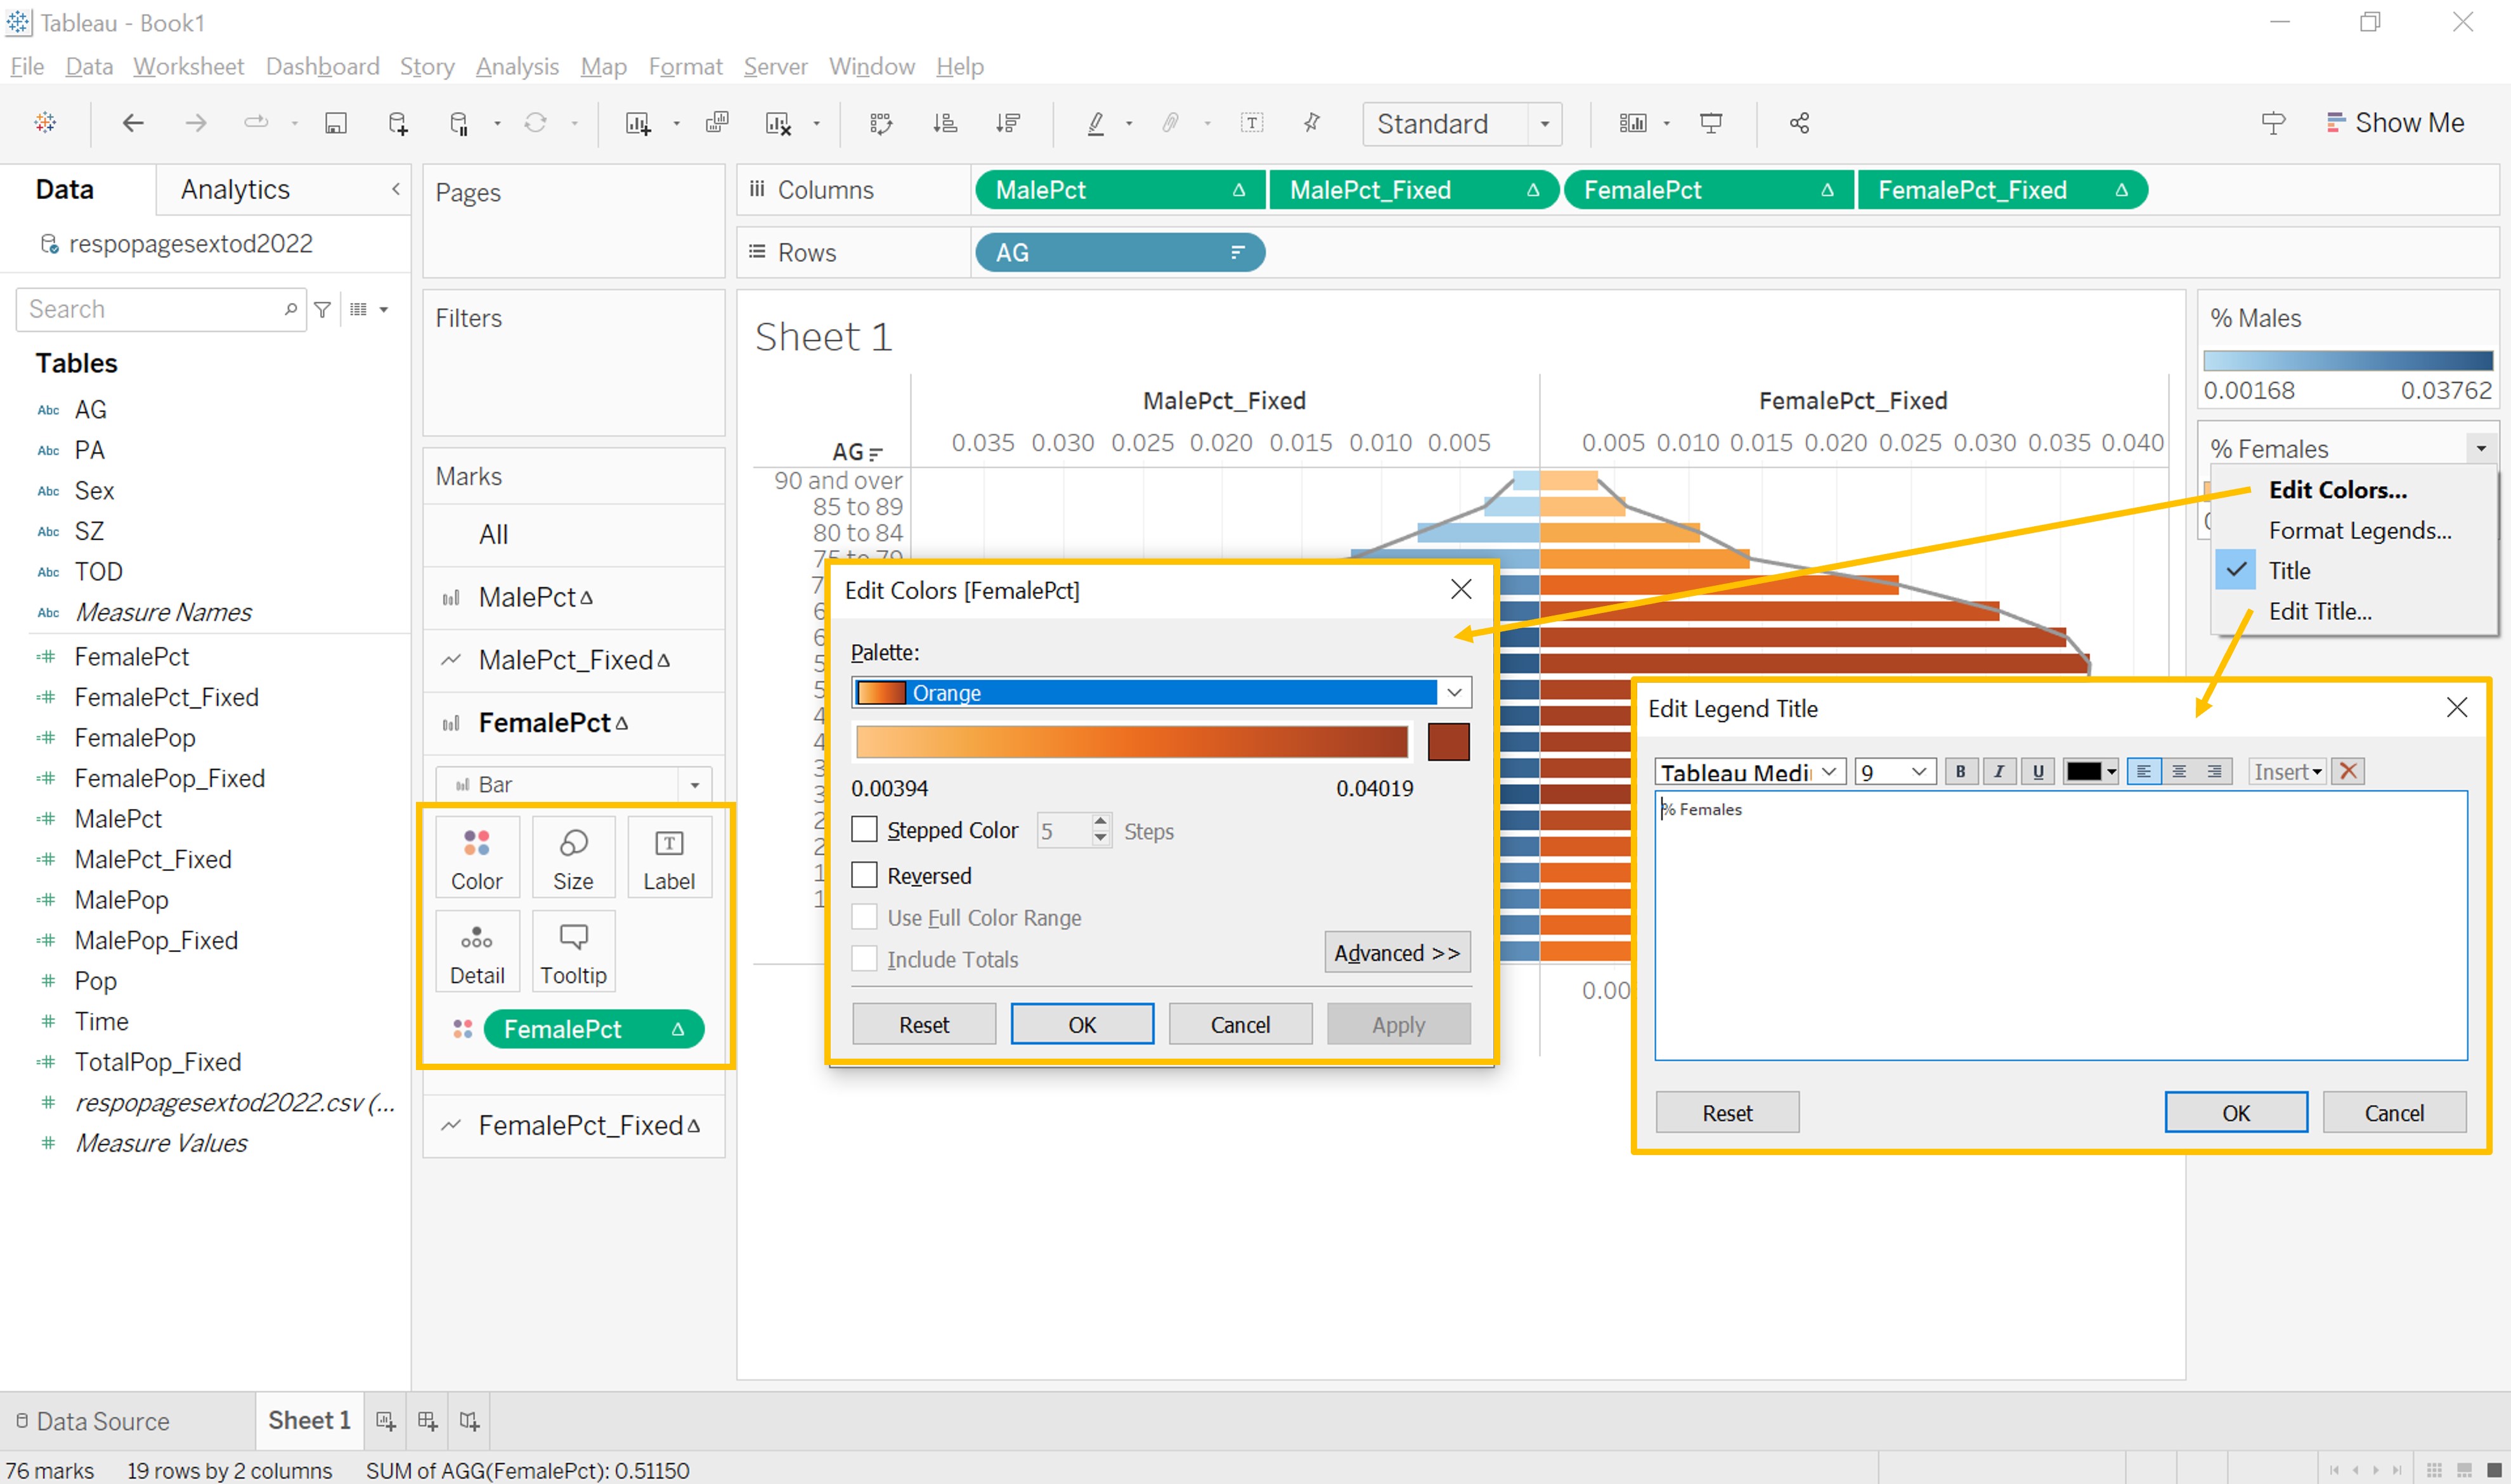 Tableau - Book1
File Data Worksheet Dashboard Story Analysis Map Format Server Window Help
Standard
Show Me
Data Analytics
respopagesextod2022
Search
Tables
Abc AG
Abc PA
Abc Sex
Abc SZ
Abc TOD
Abc Measure Names
FemalePct
FemalePct_Fixed
FemalePop
FemalePop_Fixed
MalePct
MalePct_Fixed
MalePop
MalePop_Fixed
Pop
Time
TotalPop_Fixed
respopagesextod2022.csv (...
Measure Values
Pages
Filters
Marks
All
MalePct
MalePct_Fixed
FemalePct
Bar
Color Size Label
Detail Tooltip
FemalePct
FemalePct_Fixed
Columns MalePct MalePct_Fixed FemalePct FemalePct_Fixed
Rows AG
Sheet 1
MalePct_Fixed FemalePct_Fixed
0.035 0.030 0.025 0.020 0.015 0.010 0.005 0.005 0.010 0.015 0.020 0.025 0.030 0.035 0.040
AG
90 and over
85 to 89
80 to 84
75 to 79
0.00
% Males
0.00168 0.03762
% Females
Edit Colors...
Format Legends...
Title
Edit Title...
Edit Colors [FemalePct]
Palette:
Orange
0.00394 0.04019
Stepped Color 5 Steps
Reversed
Use Full Color Range
Include Totals
Advanced >>
Reset OK Cancel Apply
Edit Legend Title
Tableau Medi 9 B I U Insert
% Females
Reset OK Cancel
Data Source Sheet 1
76 marks 19 rows by 2 columns SUM of AGG(FemalePct): 0.51150